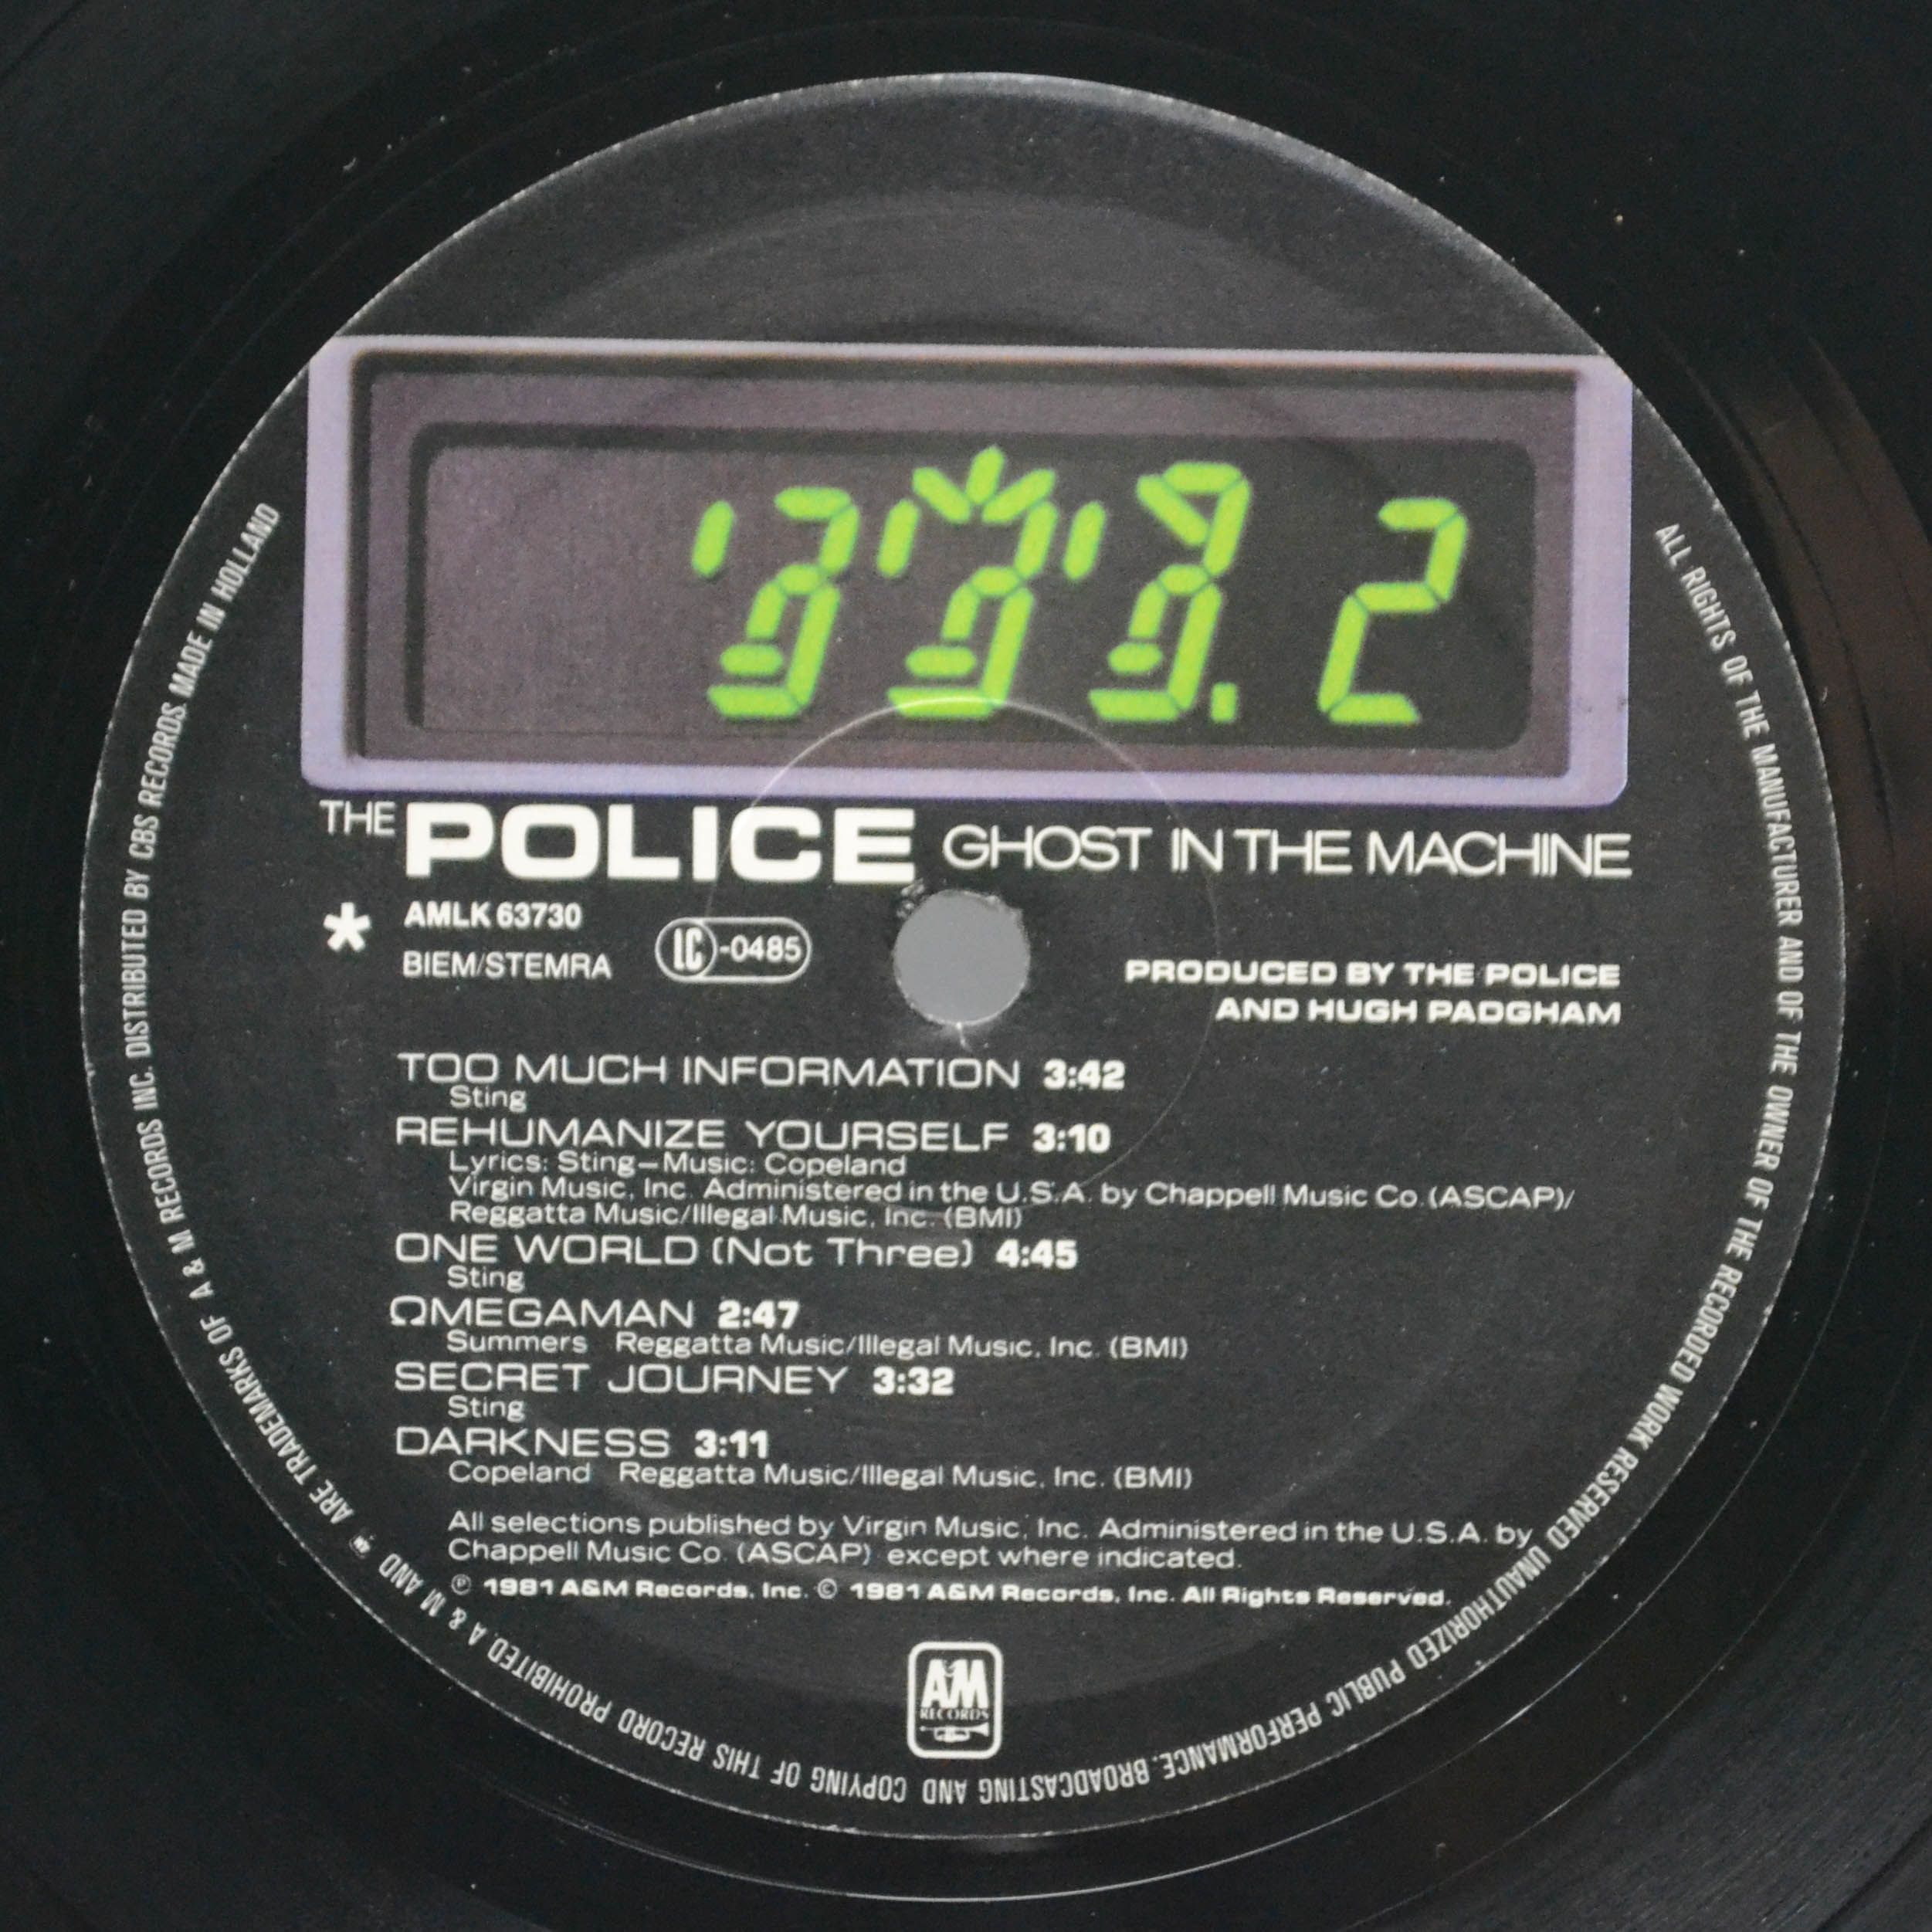 2
THE POLICE GHOST IN THE MACHINE
* AMLK 63730
BIEM/STEMRA
LC-0485
PRODUCED BY THE POLICE
AND HUGH PADGHAM
TOO MUCH INFORMATION 3:42
Sting
REHUMANIZE YOURSELF 3:10
Lyrics: Sting–Music: Copeland
Virgin Music, Inc. Administered in the U.S.A. by Chappell Music Co. (ASCAP)/
Reggatta Music/Illegal Music, Inc. (BMI)
ONE WORLD (Not Three) 4:45
Sting
ΩMEGAMAN 2:47
Summers Reggatta Music/Illegal Music, Inc. (BMI)
SECRET JOURNEY 3:32
Sting
DARKNESS 3:11
Copeland Reggatta Music/Illegal Music, Inc. (BMI)
All selections published by Virgin Music, Inc. Administered in the U.S.A. by
Chappell Music Co. (ASCAP) except where indicated.
℗ 1981 A&M Records, Inc. © 1981 A&M Records, Inc. All Rights Reserved.
A&M
RECORDS
ALL RIGHTS OF THE MANUFACTURER AND OF THE OWNER OF THE RECORDED WORK RESERVED UNAUTHORIZED PUBLIC PERFORMANCE, BROADCASTING AND COPYING OF THIS RECORD PROHIBITED. A & M AND ARE TRADEMARKS OF A & M RECORDS INC. DISTRIBUTED BY CBS RECORDS. MADE IN HOLLAND